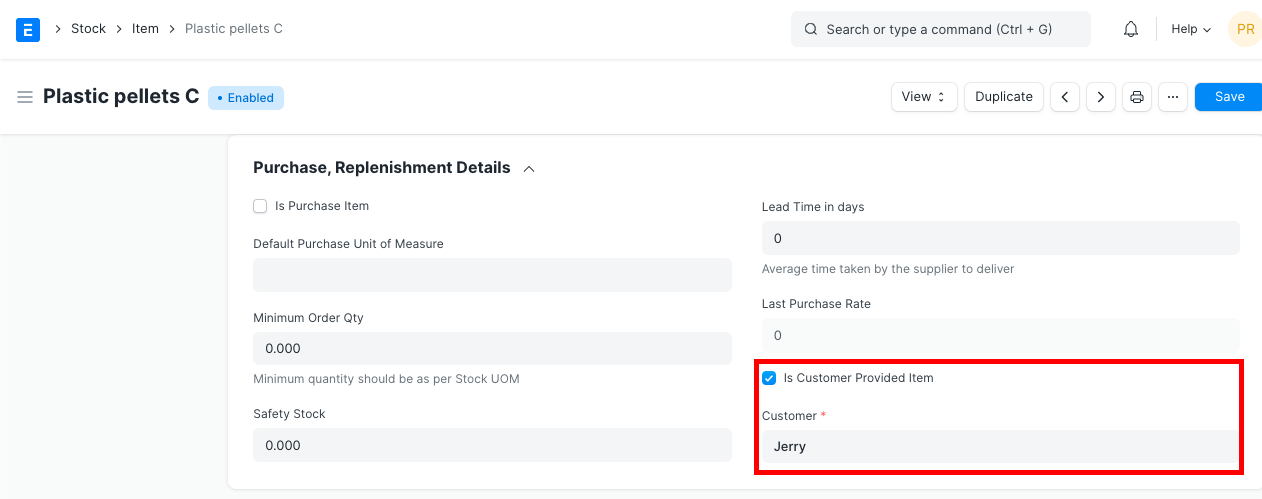 E
Stock
Item
Plastic pellets C
Search or type a command (Ctrl + G)
Help
PR
Plastic pellets C
Enabled
View
Duplicate
Save
Purchase, Replenishment Details
Is Purchase Item
Default Purchase Unit of Measure
Minimum Order Qty
0.000
Minimum quantity should be as per Stock UOM
Safety Stock
0.000
Lead Time in days
0
Average time taken by the supplier to deliver
Last Purchase Rate
0
Is Customer Provided Item
Customer *
Jerry